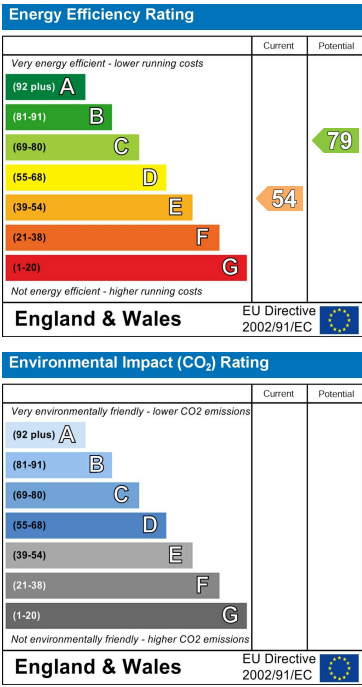 Energy Efficiency Rating
Current Potential
Very energy efficient - lower running costs
(92 plus) A
(81-91) B
(69-80) C
79
(55-68) D
(39-54) E
54
(21-38) F
(1-20) G
Not energy efficient - higher running costs
England & Wales
EU Directive
2002/91/EC
Environmental Impact (CO₂) Rating
Current Potential
Very environmentally friendly - lower CO2 emissions
(92 plus) A
(81-91) B
(69-80) C
(55-68) D
(39-54) E
(21-38) F
(1-20) G
Not environmentally friendly - higher CO2 emissions
England & Wales
EU Directive
2002/91/EC